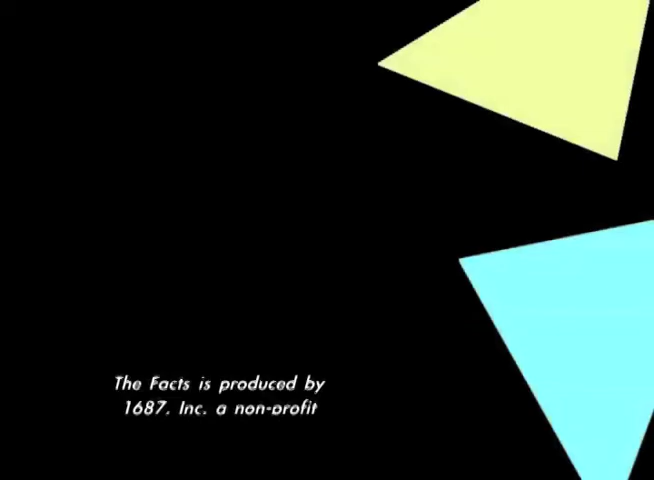 The Facts is produced by
1687, Inc. a non-profit